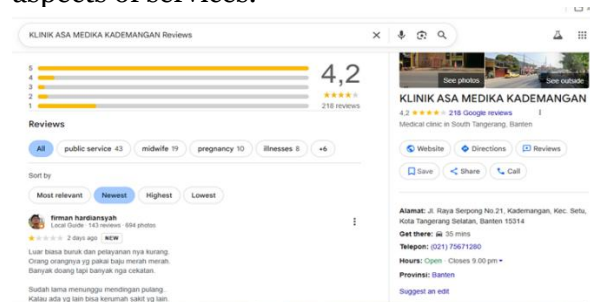 aspects of services.
KLINIK ASA MEDIKA KADEMANGAN Reviews
5
4
3
2
1
4,2
218 reviews
Reviews
All
public service 43
midwife 19
pregnancy 10
illnesses 8
+6
Sort by
Most relevant
Newest
Highest
Lowest
firman hardiansyah
Local Guide · 143 reviews · 694 photos
2 days ago NEW
Luar biasa buruk dan pelayanan nya kurang.
Orang orangnya yg pakai baju merah merah.
Banyak doang tapi banyak nga cekatan.
Sudah lama menunggu mendingan pulang.
Kalau ada yg lain bisa kerumah sakit yg lain.
See photos
See outside
KLINIK ASA MEDIKA KADEMANGAN
4,2 218 Google reviews
Medical clinic in South Tangerang, Banten
Website
Directions
Reviews
Save
Share
Call
Alamat: Jl. Raya Serpong No.21, Kademangan, Kec. Setu,
Kota Tangerang Selatan, Banten 15314
Get there: 35 mins
Telepon: (021) 75671280
Hours: Open · Closes 9.00 pm
Provinsi: Banten
Suggest an edit